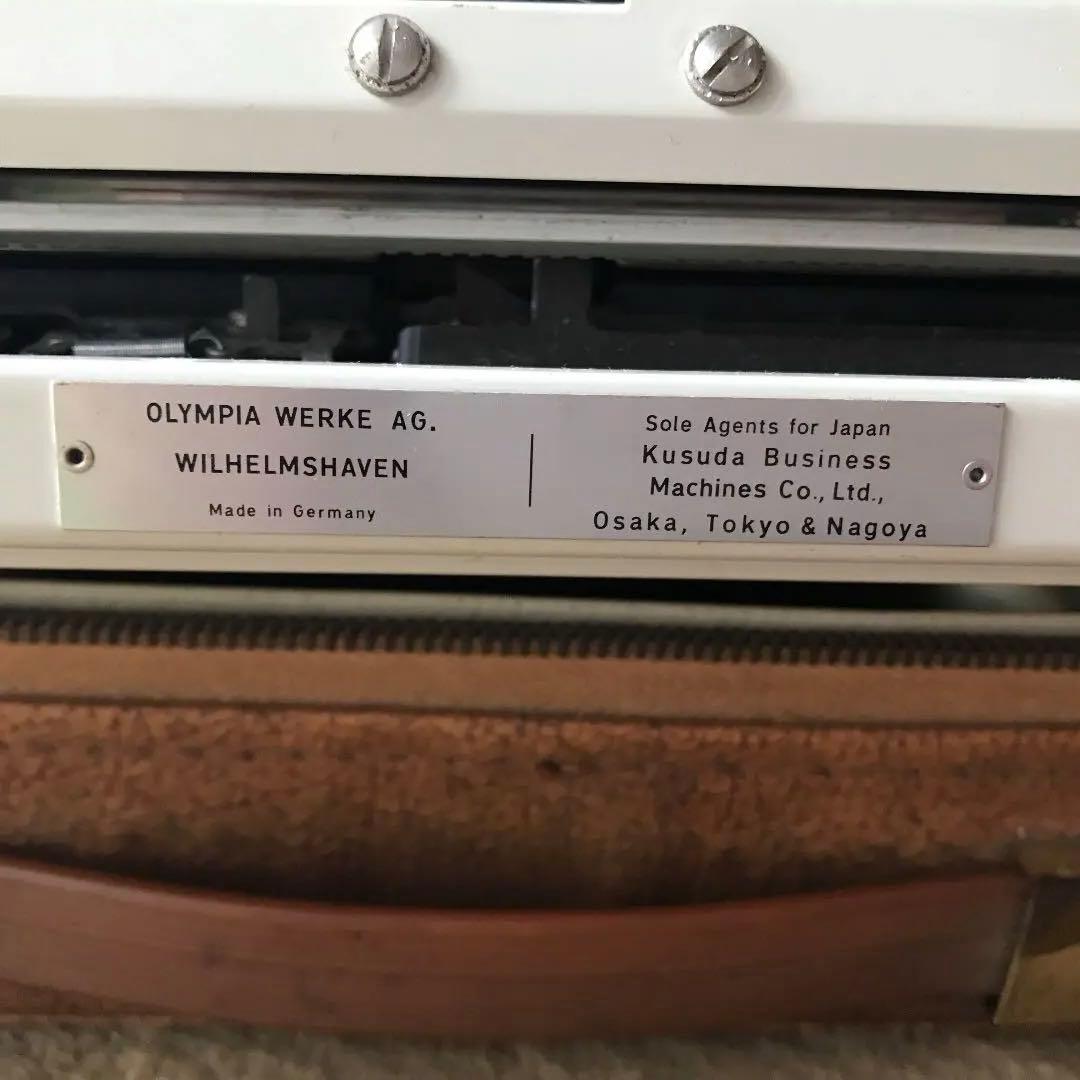 OLYMPIA WERKE AG.
WILHELMSHAVEN
Made in Germany
Sole Agents for Japan
Kusuda Business
Machines Co., Ltd.,
Osaka, Tokyo & Nagoya